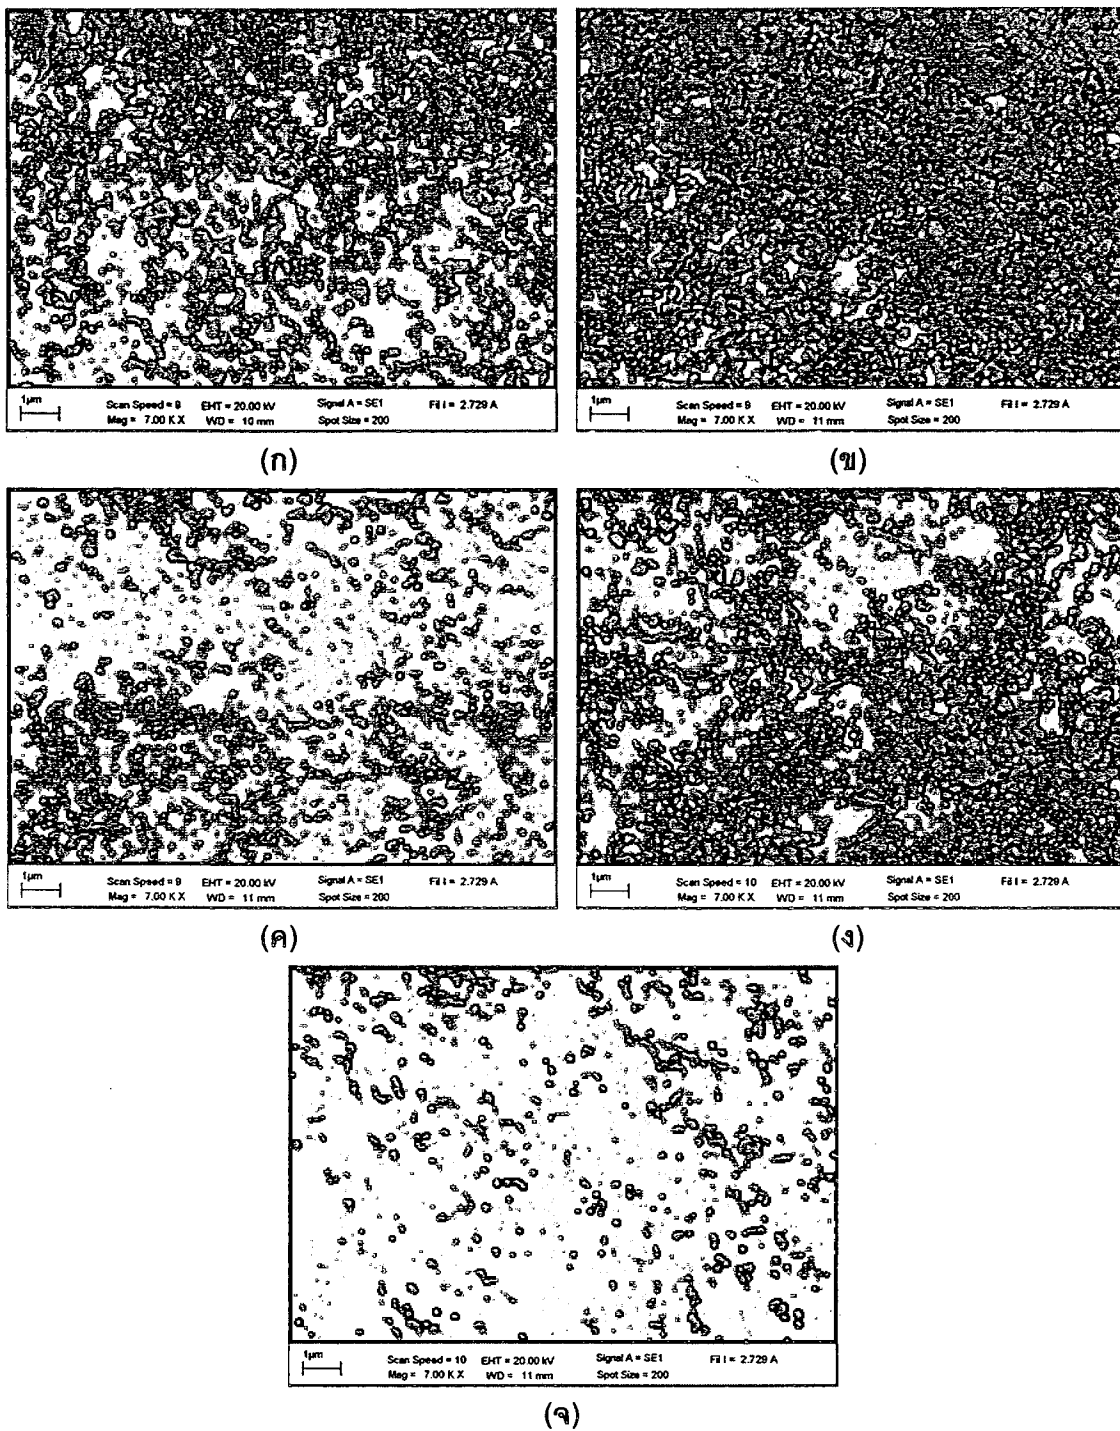 1µm Scan Speed = 9 EHT = 20.00 kV Signal A = SE1 Fil I = 2.729 A
Mag = 7.00 K X WD = 10 mm Spot Size = 200
(ก)
1µm Scan Speed = 9 EHT = 20.00 kV Signal A = SE1 Fil I = 2.729 A
Mag = 7.00 K X WD = 11 mm Spot Size = 200
(ข)
1µm Scan Speed = 9 EHT = 20.00 kV Signal A = SE1 Fil I = 2.729 A
Mag = 7.00 K X WD = 11 mm Spot Size = 200
(ค)
1µm Scan Speed = 10 EHT = 20.00 kV Signal A = SE1 Fil I = 2.729 A
Mag = 7.00 K X WD = 11 mm Spot Size = 200
(ง)
1µm Scan Speed = 10 EHT = 20.00 kV Signal A = SE1 Fil I = 2.729 A
Mag = 7.00 K X WD = 11 mm Spot Size = 200
(จ)